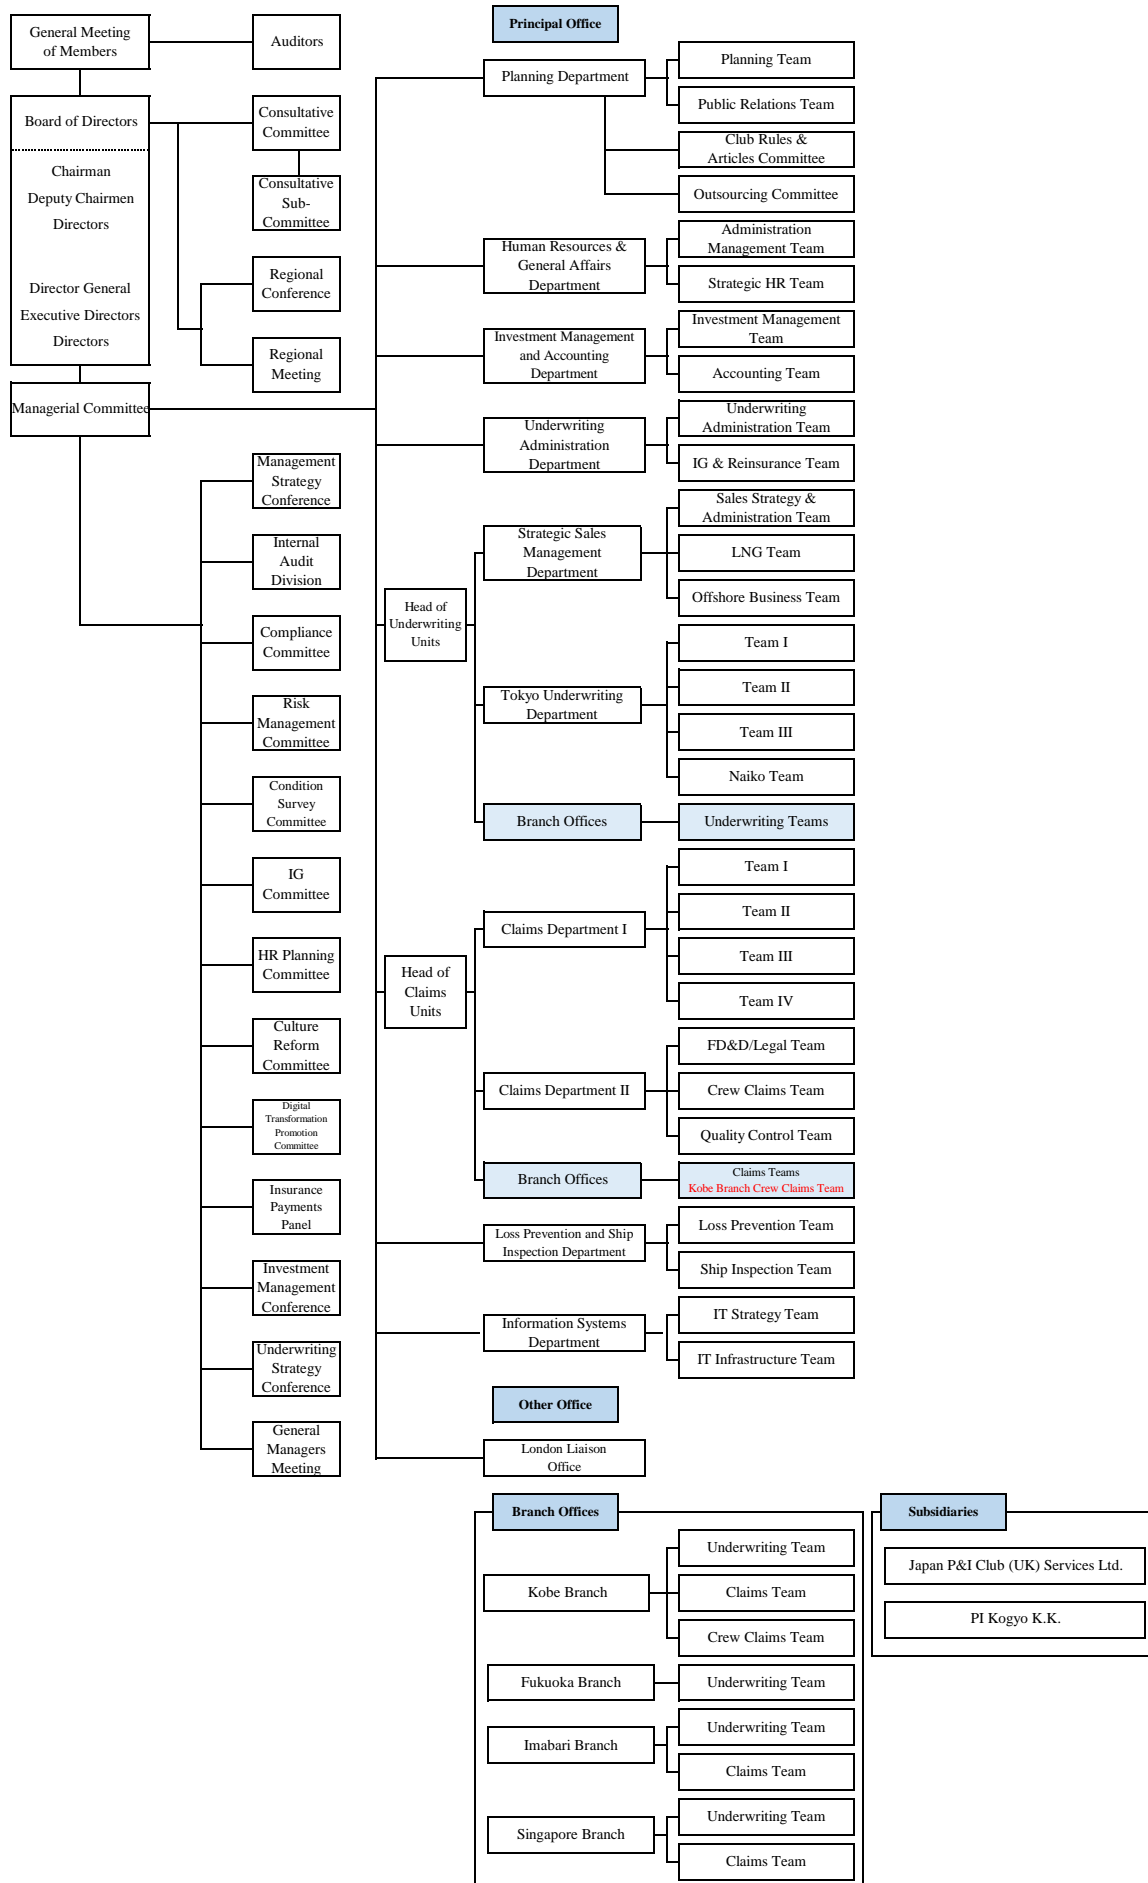 General Meeting
of Members
Auditors
Board of Directors
Chairman
Deputy Chairmen
Directors
Director General
Executive Directors
Directors
Consultative
Committee
Consultative
Sub-
Committee
Regional
Conference
Regional
Meeting
Managerial Committee
Management
Strategy
Conference
Internal
Audit
Division
Compliance
Committee
Risk
Management
Committee
Condition
Survey
Committee
IG
Committee
HR Planning
Committee
Culture
Reform
Committee
Digital
Transformation
Promotion
Committee
Insurance
Payments
Panel
Investment
Management
Conference
Underwriting
Strategy
Conference
General
Managers
Meeting
Principal Office
Planning Department
Planning Team
Public Relations Team
Club Rules &
Articles Committee
Outsourcing Committee
Human Resources &
General Affairs
Department
Administration
Management Team
Strategic HR Team
Investment Management
and Accounting
Department
Investment Management
Team
Accounting Team
Underwriting
Administration
Department
Underwriting
Administration Team
IG & Reinsurance Team
Head of
Underwriting
Units
Strategic Sales
Management
Department
Sales Strategy &
Administration Team
LNG Team
Offshore Business Team
Tokyo Underwriting
Department
Team I
Team II
Team III
Naiko Team
Branch Offices
Underwriting Teams
Head of
Claims
Units
Claims Department I
Team I
Team II
Team III
Team IV
Claims Department II
FD&D/Legal Team
Crew Claims Team
Quality Control Team
Branch Offices
Claims Teams
Kobe Branch Crew Claims Team
Loss Prevention and Ship
Inspection Department
Loss Prevention Team
Ship Inspection Team
Information Systems
Department
IT Strategy Team
IT Infrastructure Team
Other Office
London Liaison
Office
Branch Offices
Kobe Branch
Underwriting Team
Claims Team
Crew Claims Team
Fukuoka Branch
Underwriting Team
Imabari Branch
Underwriting Team
Claims Team
Singapore Branch
Underwriting Team
Claims Team
Subsidiaries
Japan P&I Club (UK) Services Ltd.
PI Kogyo K.K.